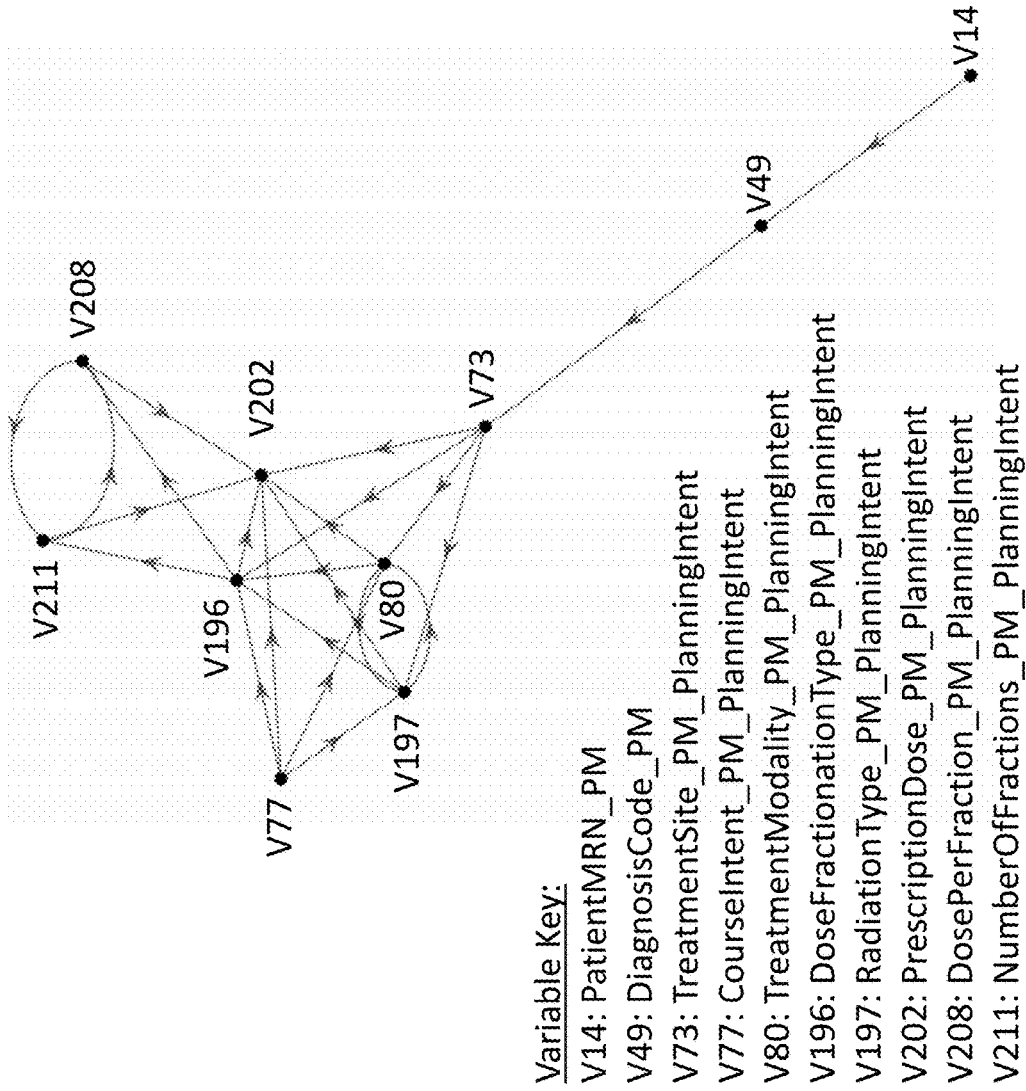 V211
V208
V196
V202
V77
V197
V80
V73
V49
V14
Variable Key:
V14: PatientMRN_PM
V49: DiagnosisCode_PM
V73: TreatmentSite_PM_PlanningIntent
V77: CourseIntent_PM_PlanningIntent
V80: TreatmentModality_PM_PlanningIntent
V196: DoseFractionationType_PM_PlanningIntent
V197: RadiationType_PM_PlanningIntent
V202: PrescriptionDose_PM_PlanningIntent
V208: DosePerFraction_PM_PlanningIntent
V211: NumberOfFractions_PM_PlanningIntent